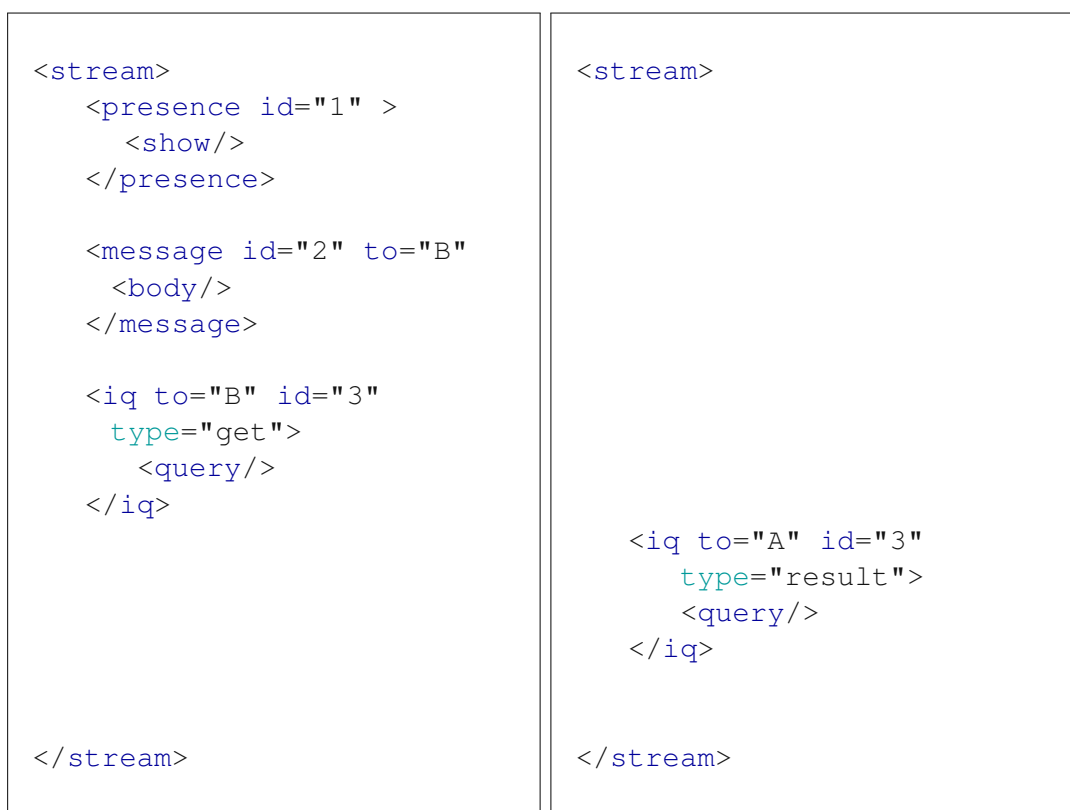 <stream>
<presence id="1" >
<show/>
</presence>
<message id="2" to="B"
<body/>
</message>
<iq to="B" id="3"
type="get">
<query/>
</iq>
</stream>
<stream>
<iq to="A" id="3"
type="result">
<query/>
</iq>
</stream>